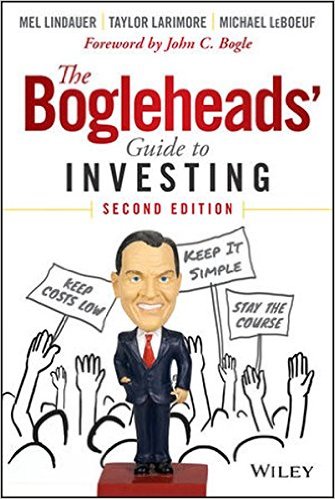 MEL LINDAUER | TAYLOR LARIMORE | MICHAEL LEBOEUF
Foreword by John C. Bogle
The
Bogleheads'
Guide to
INVESTING
SECOND EDITION
KEEP IT
SIMPLE
KEEP
COSTS LOW
STAY THE
COURSE
WILEY